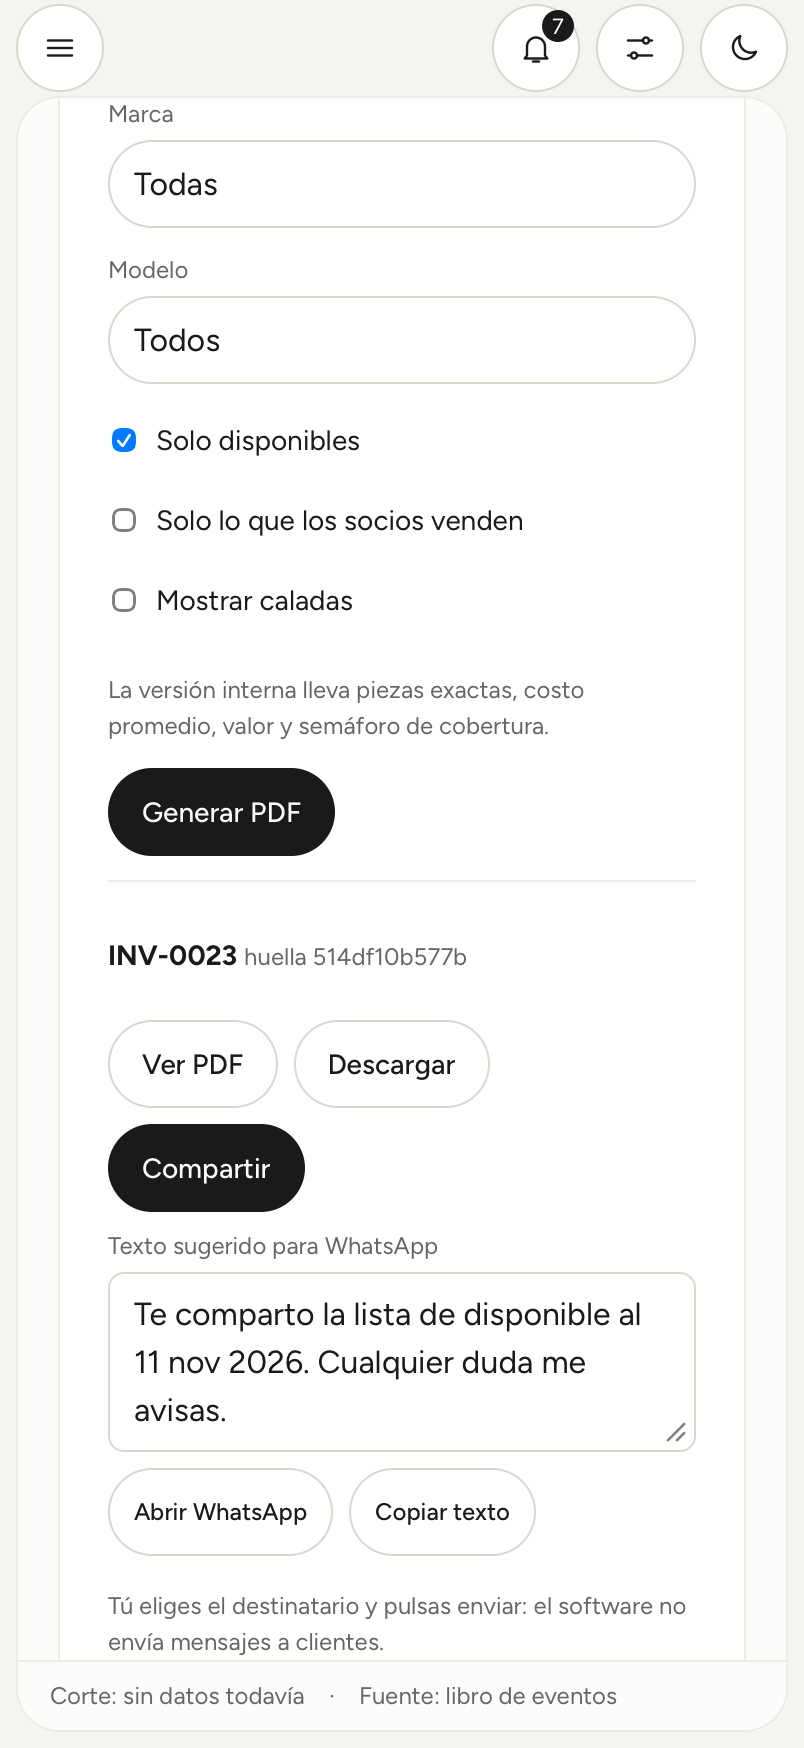 7
Marca
Todas
Modelo
Todos
Solo disponibles
Solo lo que los socios venden
Mostrar caladas
La versión interna lleva piezas exactas, costo
promedio, valor y semáforo de cobertura.
Generar PDF
INV-0023 huella 514df10b577b
Ver PDF
Descargar
Compartir
Texto sugerido para WhatsApp
Te comparto la lista de disponible al
11 nov 2026. Cualquier duda me
avisas.
Abrir WhatsApp
Copiar texto
Tú eliges el destinatario y pulsas enviar: el software no
envía mensajes a clientes.
Corte: sin datos todavía · Fuente: libro de eventos